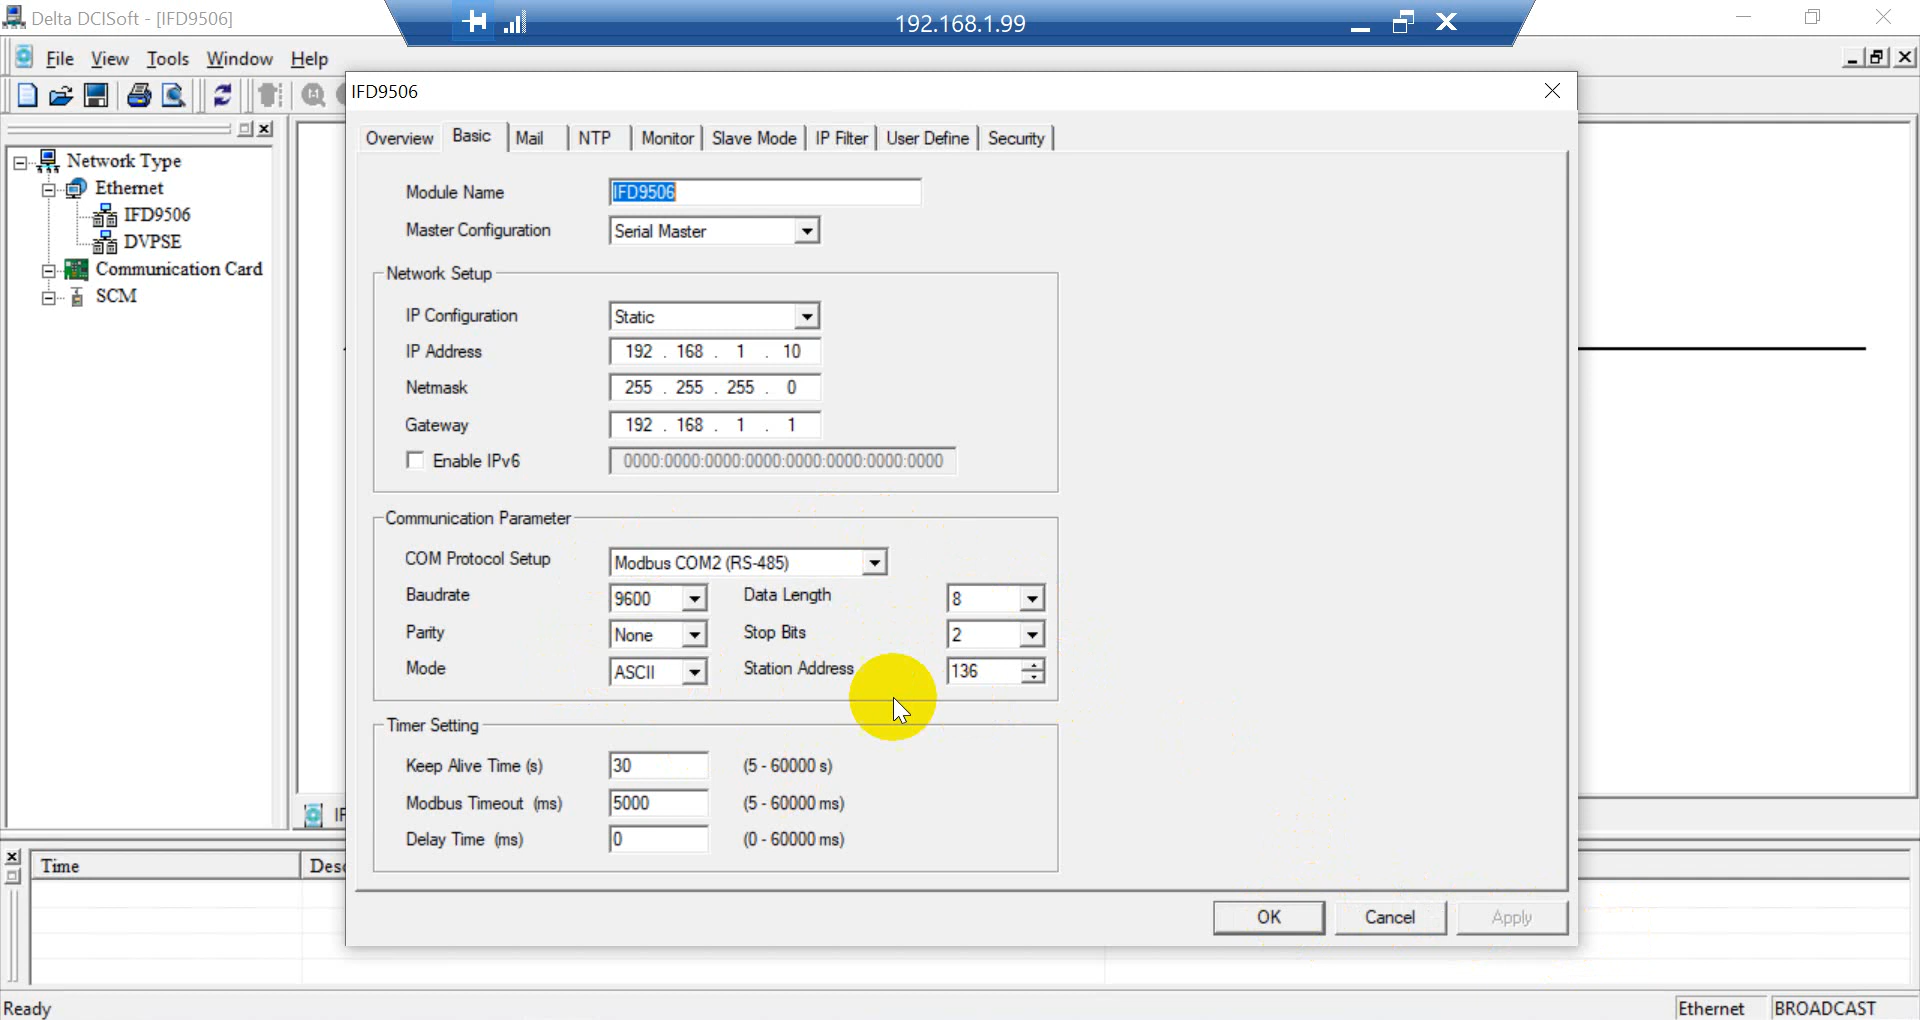 Delta DCISoft - [IFD9506]
192.168.1.99
File View Tools Window Help
IFD9506
Overview Basic Mail NTP Monitor Slave Mode IP Filter User Define Security
Network Type
Ethernet
IFD9506
DVPSE
Communication Card
SCM
Module Name IFD9506
Master Configuration Serial Master
Network Setup
IP Configuration Static
IP Address 192 . 168 . 1 . 10
Netmask 255 . 255 . 255 . 0
Gateway 192 . 168 . 1 . 1
Enable IPv6 0000:0000:0000:0000:0000:0000:0000:0000
Communication Parameter
COM Protocol Setup Modbus COM2 (RS-485)
Baudrate 9600 Data Length 8
Parity None Stop Bits 2
Mode ASCII Station Address 136
Timer Setting
Keep Alive Time (s) 30 (5 - 60000 s)
Modbus Timeout (ms) 5000 (5 - 60000 ms)
Delay Time (ms) 0 (0 - 60000 ms)
IF
Time Desc
OK Cancel Apply
Ready Ethernet BROADCAST